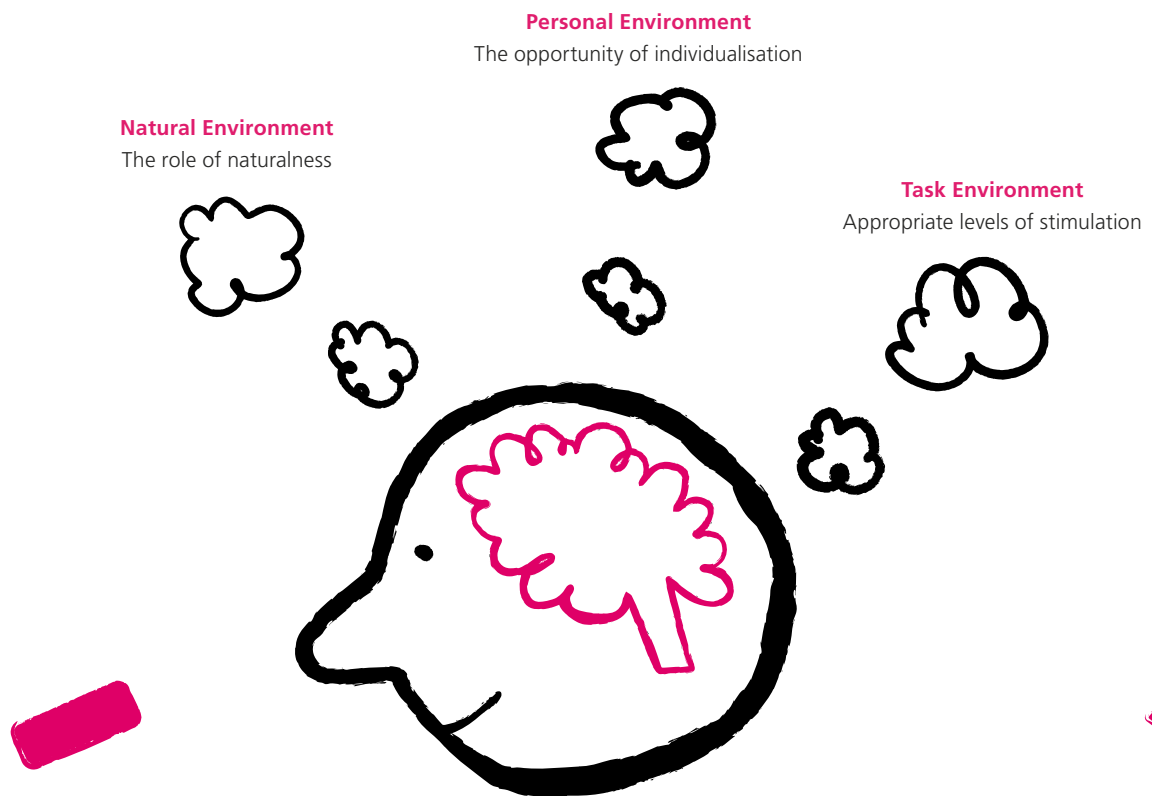 Personal Environment
The opportunity of individualisation
Natural Environment
The role of naturalness
Task Environment
Appropriate levels of stimulation